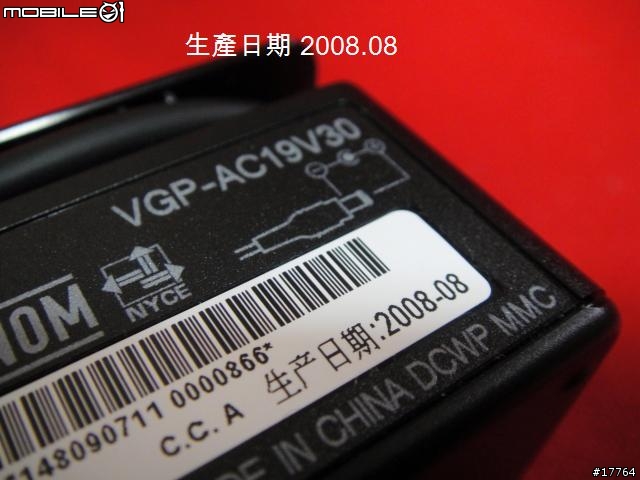 MOBILE01
生產日期 2008.08
VGP-AC19V30
NYCE
NOM
148090711 0000866*
C.C. A 生产日期:2008-08
DE IN CHINA DCWP MMC
#17764